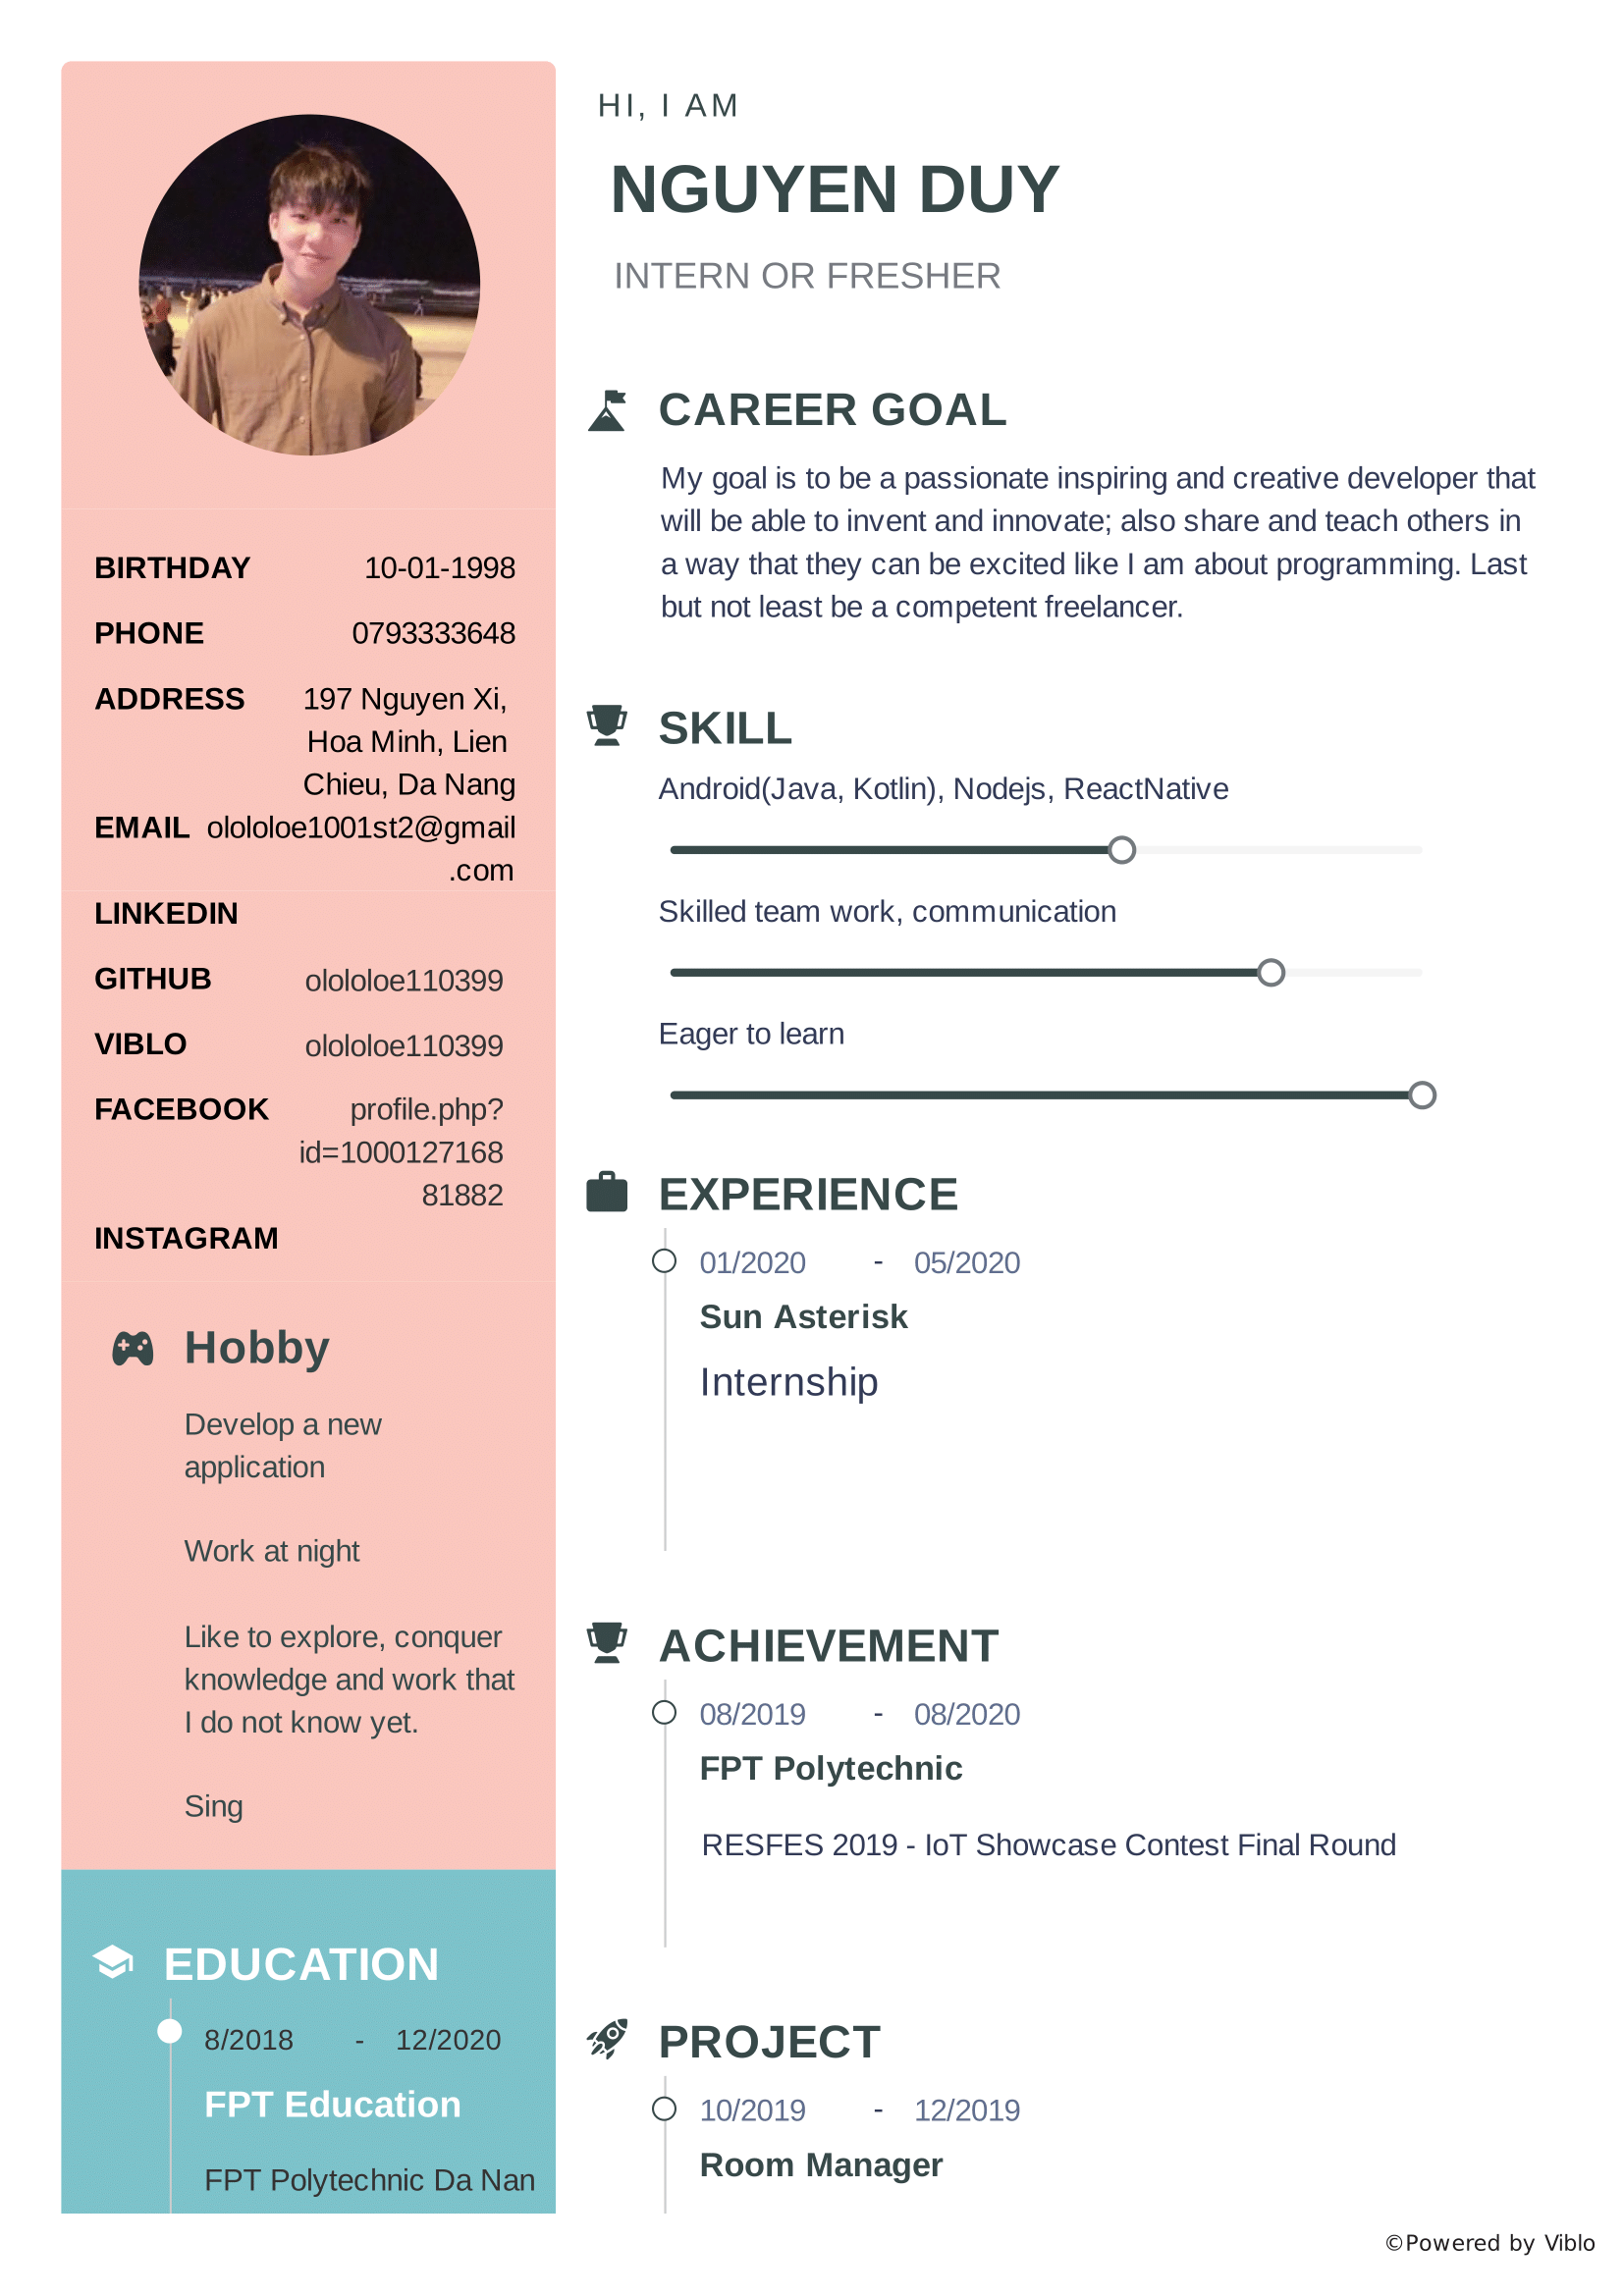 BIRTHDAY 10-01-1998
PHONE 0793333648
ADDRESS 197 Nguyen Xi,
Hoa Minh, Lien
Chieu, Da Nang
EMAIL olololoe1001st2@gmail
.com
LINKEDIN
GITHUB olololoe110399
VIBLO olololoe110399
FACEBOOK profile.php?
id=1000127168
81882
INSTAGRAM
Hobby
Develop a new
application
Work at night
Like to explore, conquer
knowledge and work that
I do not know yet.
Sing
EDUCATION
8/2018 - 12/2020
FPT Education
FPT Polytechnic Da Nan
HI, I AM
NGUYEN DUY
INTERN OR FRESHER
CAREER GOAL
My goal is to be a passionate inspiring and creative developer that
will be able to invent and innovate; also share and teach others in
a way that they can be excited like I am about programming. Last
but not least be a competent freelancer.
SKILL
Android(Java, Kotlin), Nodejs, ReactNative
Skilled team work, communication
Eager to learn
EXPERIENCE
01/2020 - 05/2020
Sun Asterisk
Internship
ACHIEVEMENT
08/2019 - 08/2020
FPT Polytechnic
RESFES 2019 - IoT Showcase Contest Final Round
PROJECT
10/2019 - 12/2019
Room Manager
©Powered by Viblo